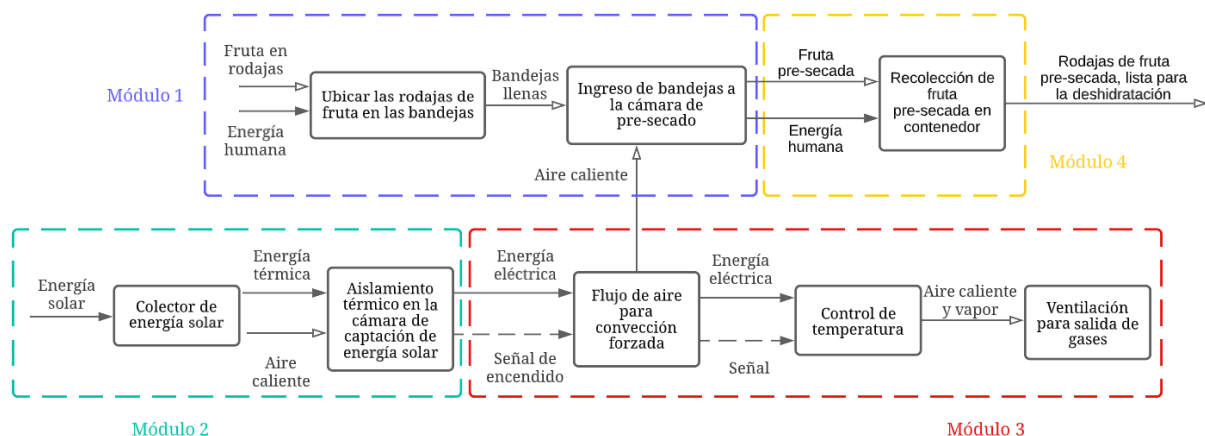 Módulo 1
Fruta en
rodajas
Energía
humana
Ubicar las rodajas de
fruta en las bandejas
Bandejas
llenas
Ingreso de bandejas a
la cámara de
pre-secado
Aire caliente
Fruta
pre-secada
Energía
humana
Recolección de
fruta
pre-secada en
contenedor
Rodajas de fruta
pre-secada, lista para
la deshidratación
Módulo 4
Energía
solar
Colector de
energía solar
Energía
térmica
Aire
caliente
Aislamiento
térmico en la
cámara de
captación de
energía solar
Energía
eléctrica
Señal de
encendido
Flujo de aire
para
convección
forzada
Energía
eléctrica
Señal
Control de
temperatura
Aire caliente
y vapor
Ventilación
para salida de
gases
Módulo 2
Módulo 3